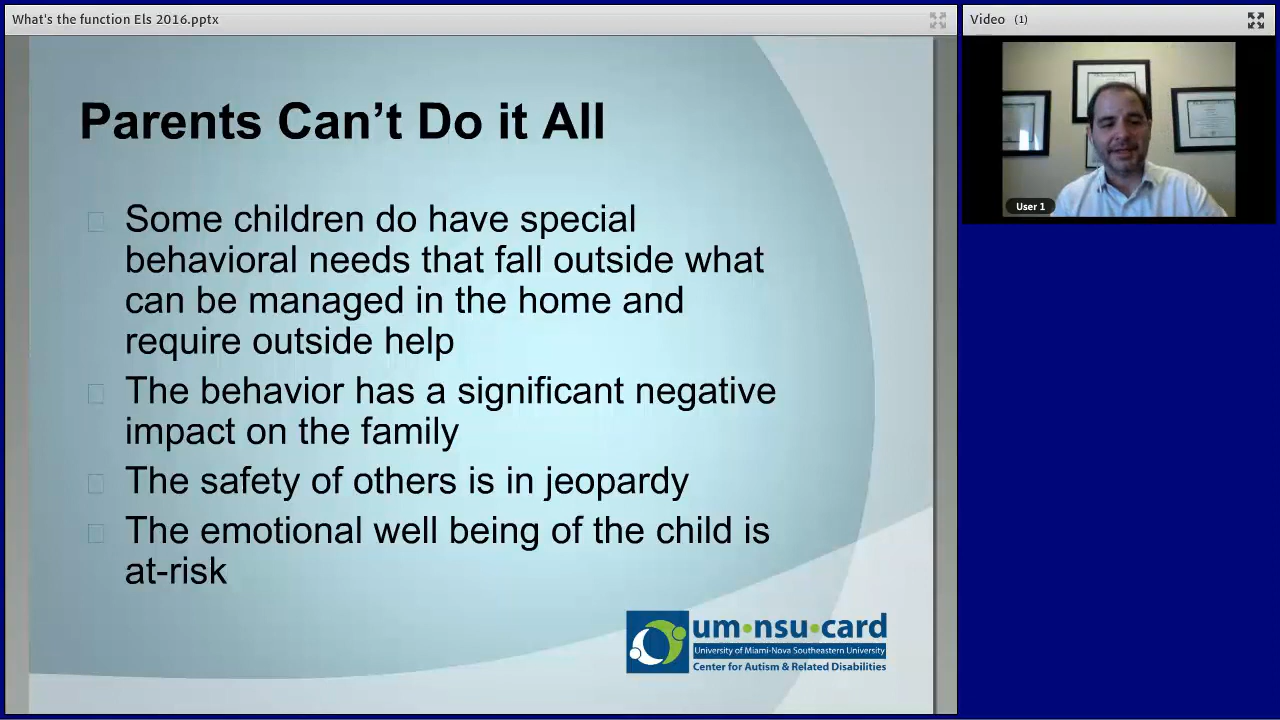 What's the function Els 2016.pptx
Video (1)
Parents Can't Do it All
Some children do have special
behavioral needs that fall outside what
can be managed in the home and
require outside help
The behavior has a significant negative
impact on the family
The safety of others is in jeopardy
The emotional well being of the child is
at-risk
um•nsu•card
University of Miami-Nova Southeastern University
Center for Autism & Related Disabilities
User 1